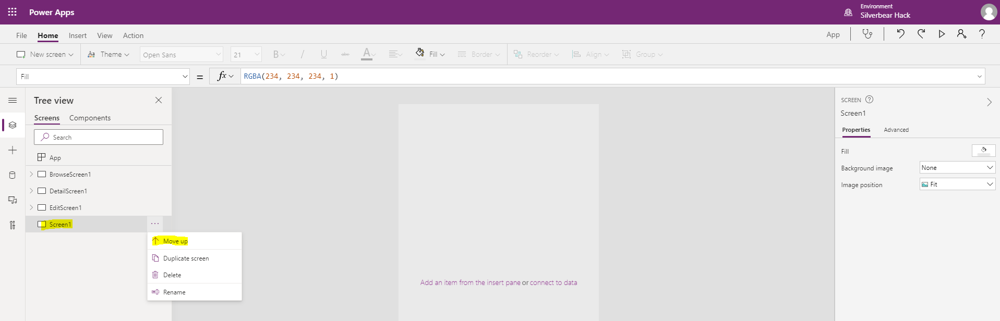 Power Apps
Environment
Silverbear Hack
File Home Insert View Action
App
New screen Theme Open Sans 21 B / U abc A Fill Border Reorder Align Group
Fill = fx RGBA(234, 234, 234, 1)
Tree view
Screens Components
Search
App
BrowseScreen1
DetailScreen1
EditScreen1
Screen1 ...
Move up
Duplicate screen
Delete
Rename
Add an item from the insert pane or connect to data
SCREEN ?
Screen1
Properties Advanced
Fill
Background image None
Image position Fit